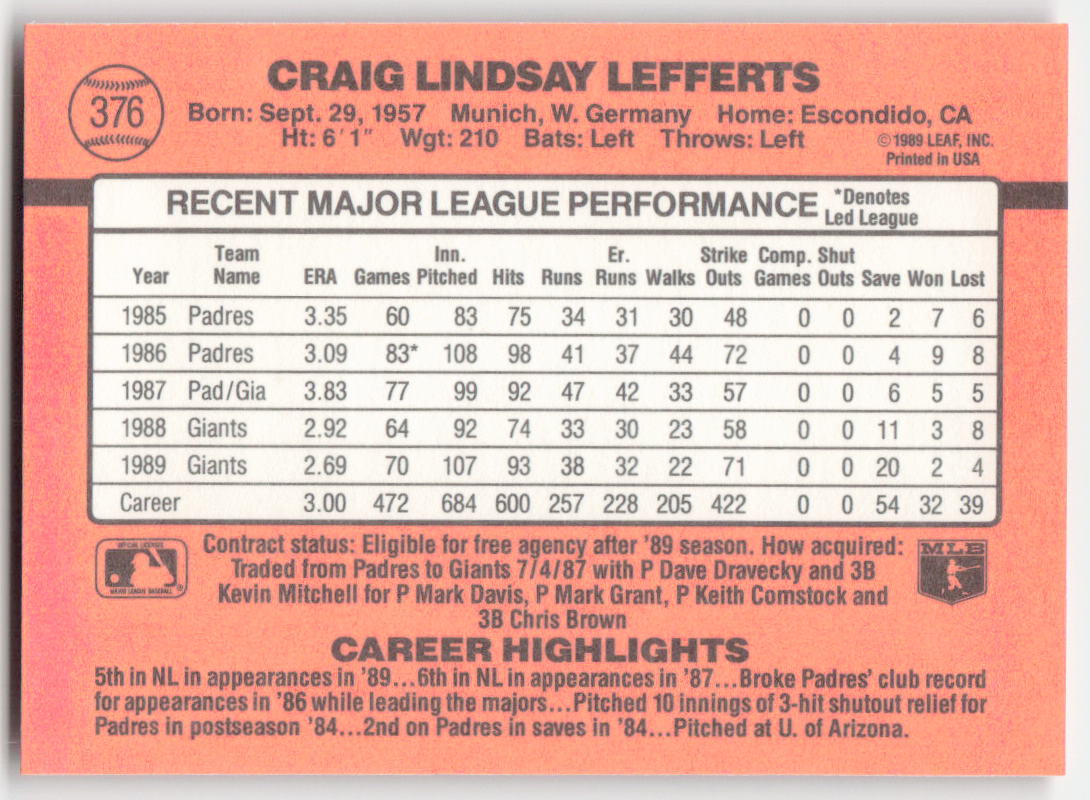 376
CRAIG LINDSAY LEFFERTS
Born: Sept. 29, 1957 Munich, W. Germany Home: Escondido, CA
Ht: 6'1" Wgt: 210 Bats: Left Throws: Left
©1989 LEAF, INC.
Printed in USA
RECENT MAJOR LEAGUE PERFORMANCE *Denotes Led League
Year Team Name ERA Games Inn. Pitched Hits Runs Er. Runs Walks Strike Outs Comp. Games Shut Outs Save Won Lost
1985 Padres 3.35 60 83 75 34 31 30 48 0 0 2 7 6
1986 Padres 3.09 83* 108 98 41 37 44 72 0 0 4 9 8
1987 Pad/Gia 3.83 77 99 92 47 42 33 57 0 0 6 5 5
1988 Giants 2.92 64 92 74 33 30 23 58 0 0 11 3 8
1989 Giants 2.69 70 107 93 38 32 22 71 0 0 20 2 4
Career 3.00 472 684 600 257 228 205 422 0 0 54 32 39
OFFICIAL LICENSEE
MAJOR LEAGUE BASEBALL ®
MLB
Contract status: Eligible for free agency after '89 season. How acquired:
Traded from Padres to Giants 7/4/87 with P Dave Dravecky and 3B
Kevin Mitchell for P Mark Davis, P Mark Grant, P Keith Comstock and
3B Chris Brown
CAREER HIGHLIGHTS
5th in NL in appearances in '89...6th in NL in appearances in '87...Broke Padres' club record
for appearances in '86 while leading the majors...Pitched 10 innings of 3-hit shutout relief for
Padres in postseason '84...2nd on Padres in saves in '84...Pitched at U. of Arizona.